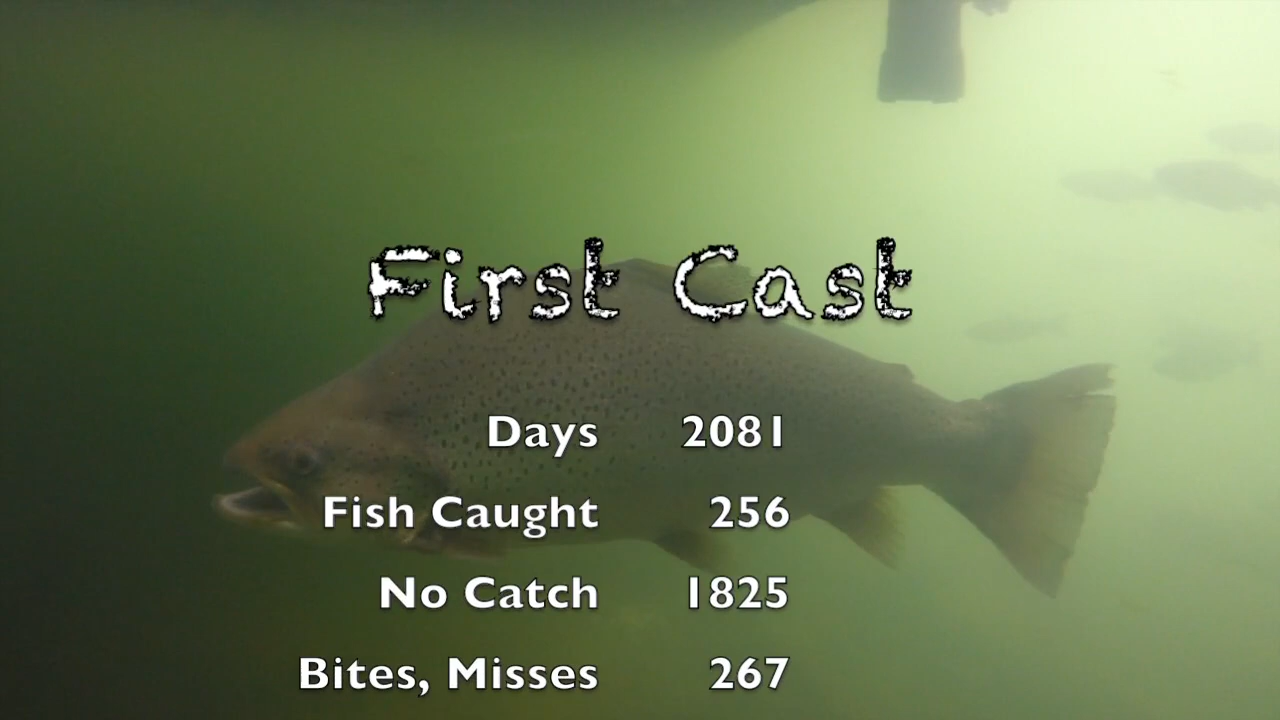 First Cast
Days 2081
Fish Caught 256
No Catch 1825
Bites, Misses 267